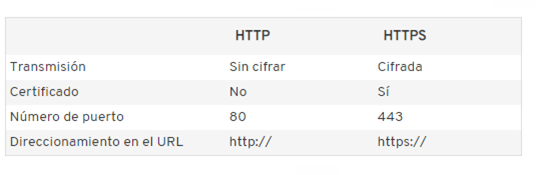 HTTP HTTPS
Transmisión Sin cifrar Cifrada
Certificado No Sí
Número de puerto 80 443
Direccionamiento en el URL http:// https://